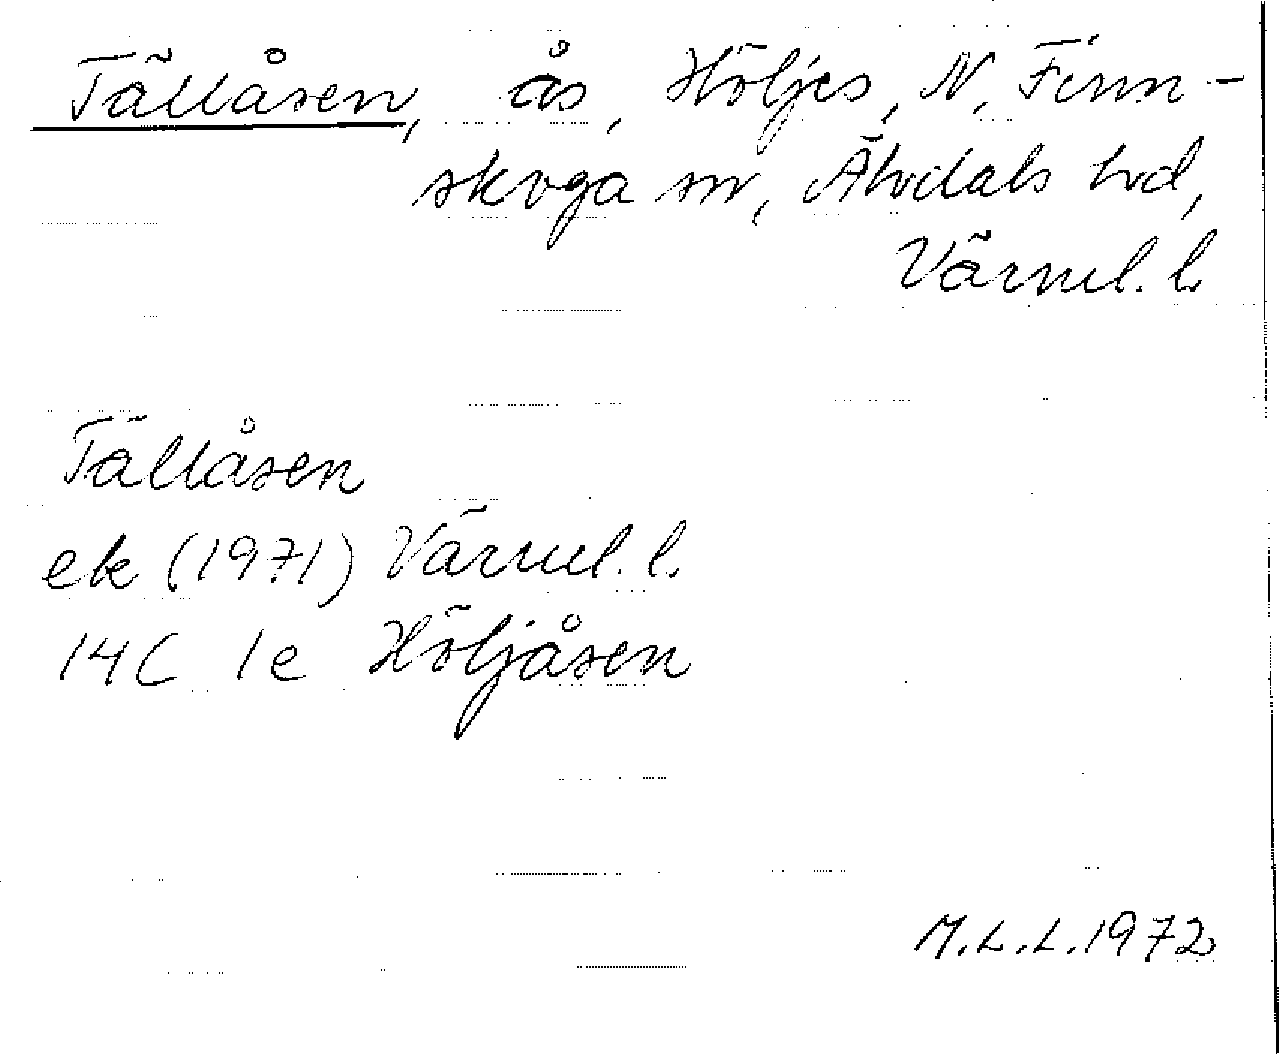 Tällåsen, ås, Höljes, N. Finn-
skoga sn, Älvdals hd,
Värml. l.
Tällåsen
ek (1971) Värml. l.
14C 1e Höljåsen
M.L.L. 1972